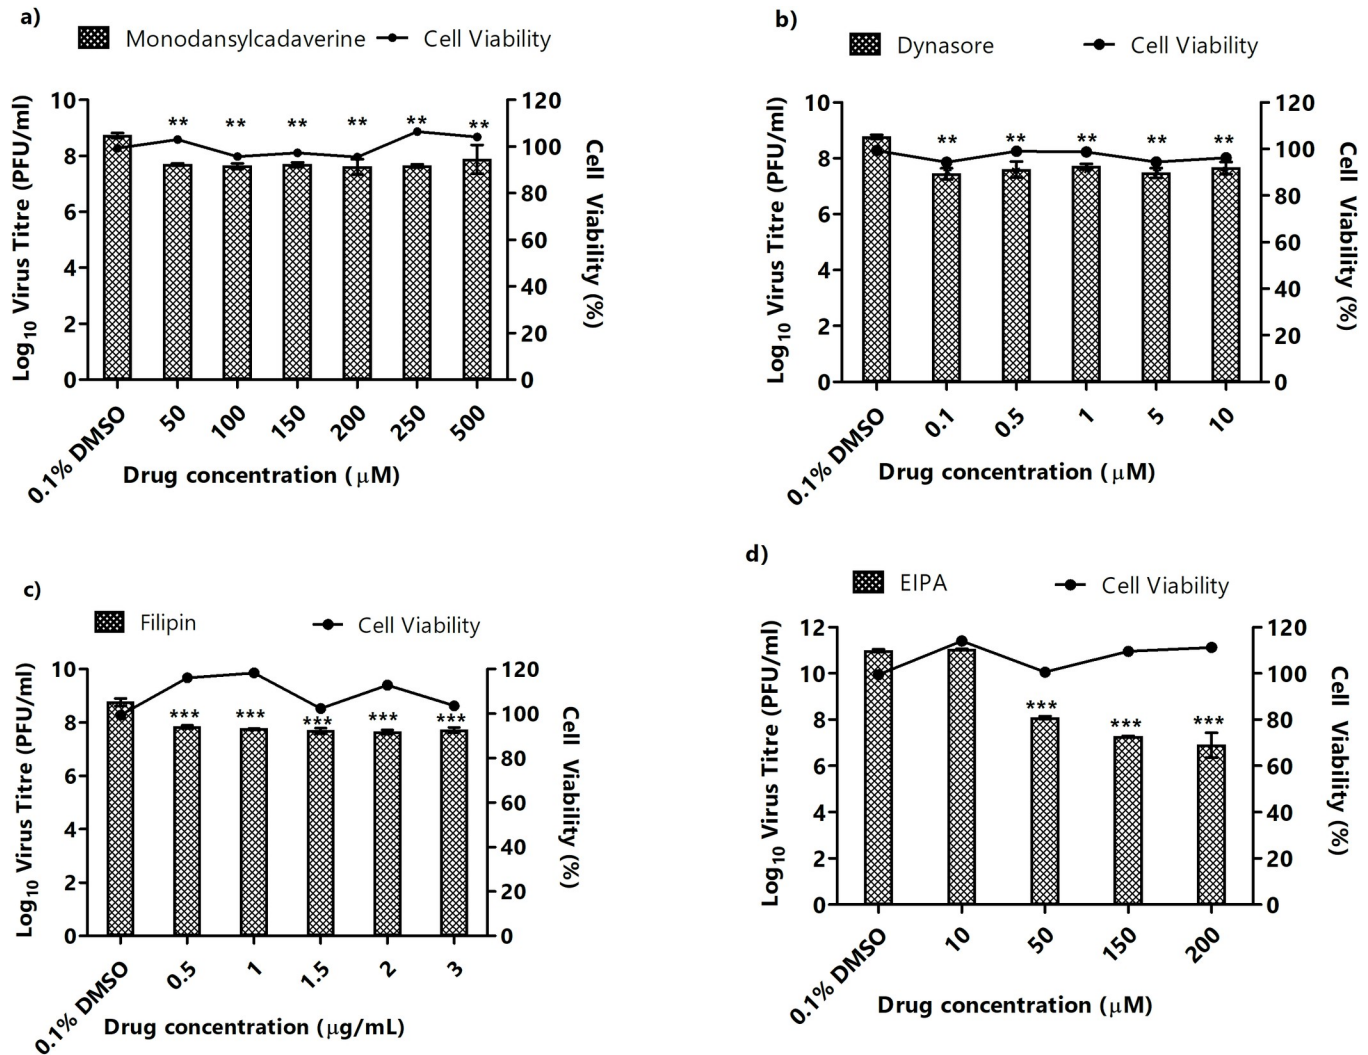 a)
Monodansylcadaverine Cell Viability
Log10 Virus Titre (PFU/ml)
10
8
6
4
2
0
** ** ** ** ** **
120
100
80
60
40
20
0
Cell Viability (%)
0.1% DMSO 50 100 150 200 250 500
Drug concentration (μM)
b)
Dynasore Cell Viability
Log10 Virus Titre (PFU/ml)
10
8
6
4
2
0
** ** ** ** **
120
100
80
60
40
20
0
Cell Viability (%)
0.1% DMSO 0.1 0.5 1 5 10
Drug concentration (μM)
c)
Filipin Cell Viability
Log10 Virus Titre (PFU/ml)
10
8
6
4
2
0
*** *** *** *** ***
120
100
80
60
40
20
0
Cell Viability (%)
0.1% DMSO 0.5 1 1.5 2 3
Drug concentration (μg/mL)
d)
EIPA Cell Viability
Log10 Virus Titre (PFU/ml)
12
10
8
6
4
2
0
*** *** ***
120
100
80
60
40
20
0
Cell Viability (%)
0.1% DMSO 10 50 150 200
Drug concentration (μM)